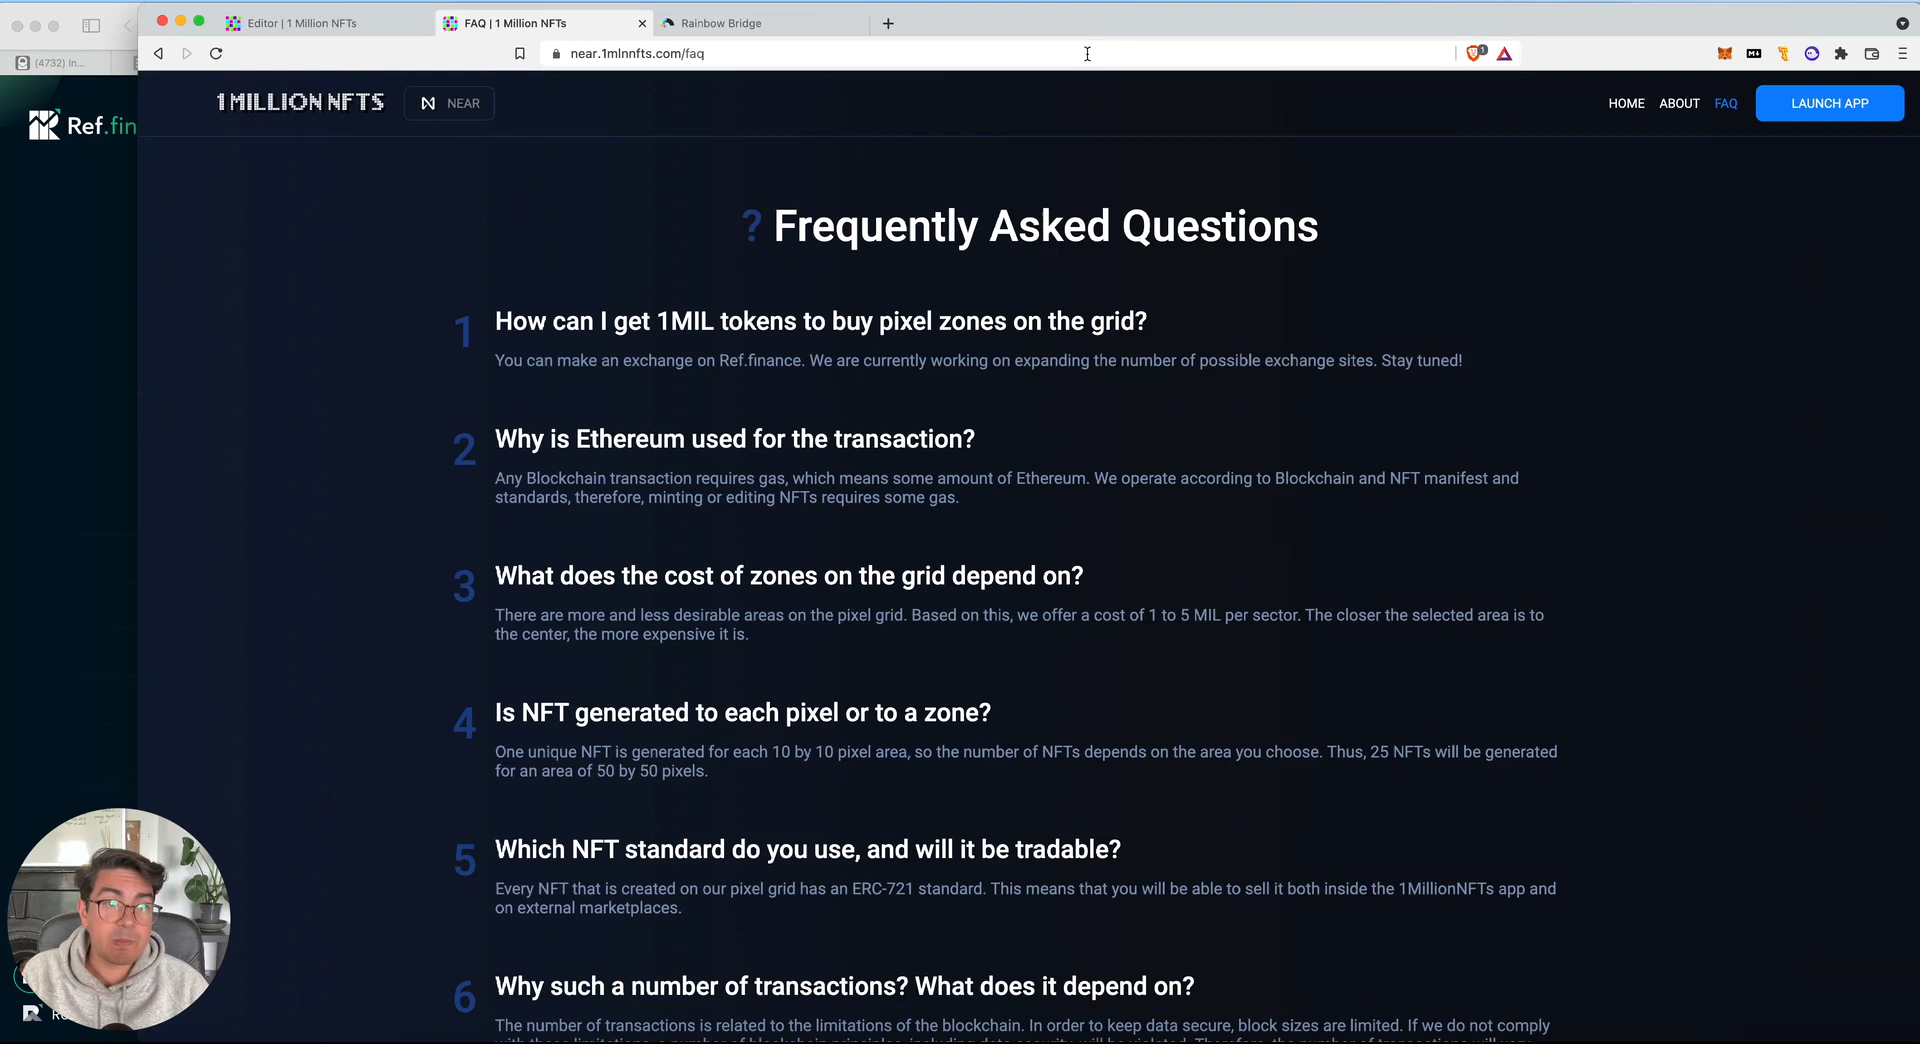 Editor | 1 Million NFTs
FAQ | 1 Million NFTs
Rainbow Bridge
(4732) In...
near.1mlnnfts.com/faq
1
Ref.fin
1MILLION NFTS
NEAR
HOME
ABOUT
FAQ
LAUNCH APP
? Frequently Asked Questions
1
How can I get 1MIL tokens to buy pixel zones on the grid?
You can make an exchange on Ref.finance. We are currently working on expanding the number of possible exchange sites. Stay tuned!
2
Why is Ethereum used for the transaction?
Any Blockchain transaction requires gas, which means some amount of Ethereum. We operate according to Blockchain and NFT manifest and
standards, therefore, minting or editing NFTs requires some gas.
3
What does the cost of zones on the grid depend on?
There are more and less desirable areas on the pixel grid. Based on this, we offer a cost of 1 to 5 MIL per sector. The closer the selected area is to
the center, the more expensive it is.
4
Is NFT generated to each pixel or to a zone?
One unique NFT is generated for each 10 by 10 pixel area, so the number of NFTs depends on the area you choose. Thus, 25 NFTs will be generated
for an area of 50 by 50 pixels.
5
Which NFT standard do you use, and will it be tradable?
Every NFT that is created on our pixel grid has an ERC-721 standard. This means that you will be able to sell it both inside the 1MillionNFTs app and
on external marketplaces.
6
Why such a number of transactions? What does it depend on?
The number of transactions is related to the limitations of the blockchain. In order to keep data secure, block sizes are limited. If we do not comply